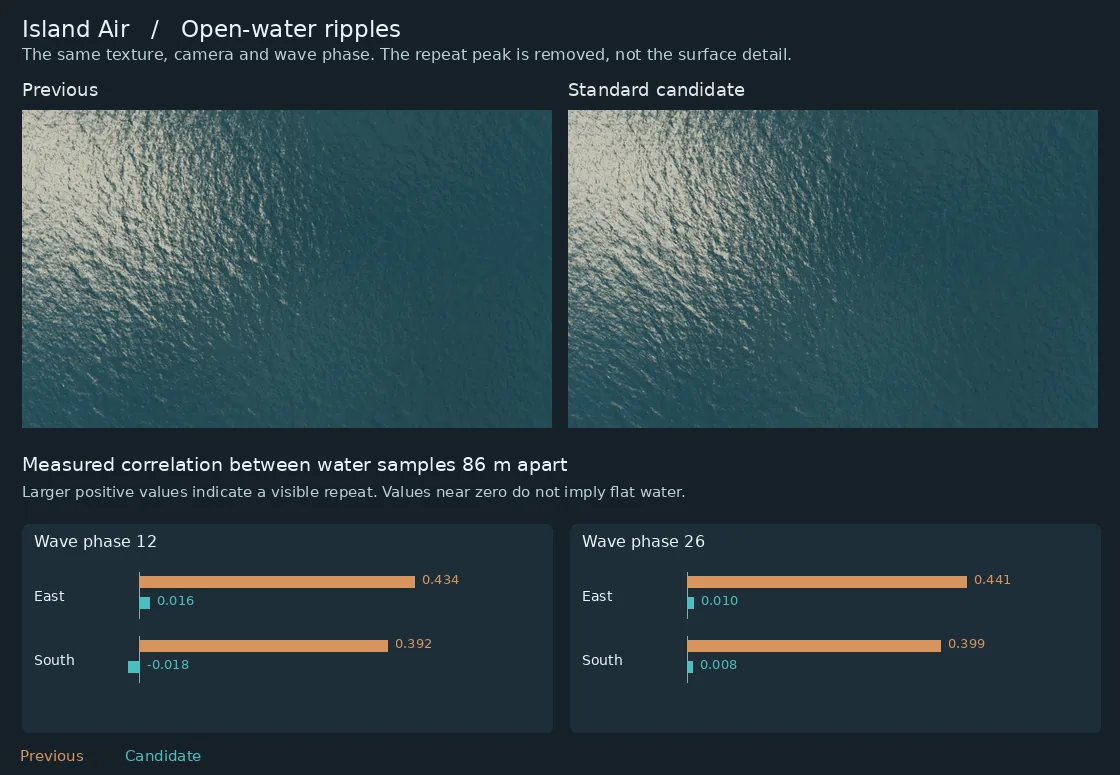 Island Air / Open-water ripples
The same texture, camera and wave phase. The repeat peak is removed, not the surface detail.
Previous
Standard candidate
Measured correlation between water samples 86 m apart
Larger positive values indicate a visible repeat. Values near zero do not imply flat water.
Wave phase 12
East
0.434
0.016
South
0.392
-0.018
Wave phase 26
East
0.441
0.010
South
0.399
0.008
Previous
Candidate